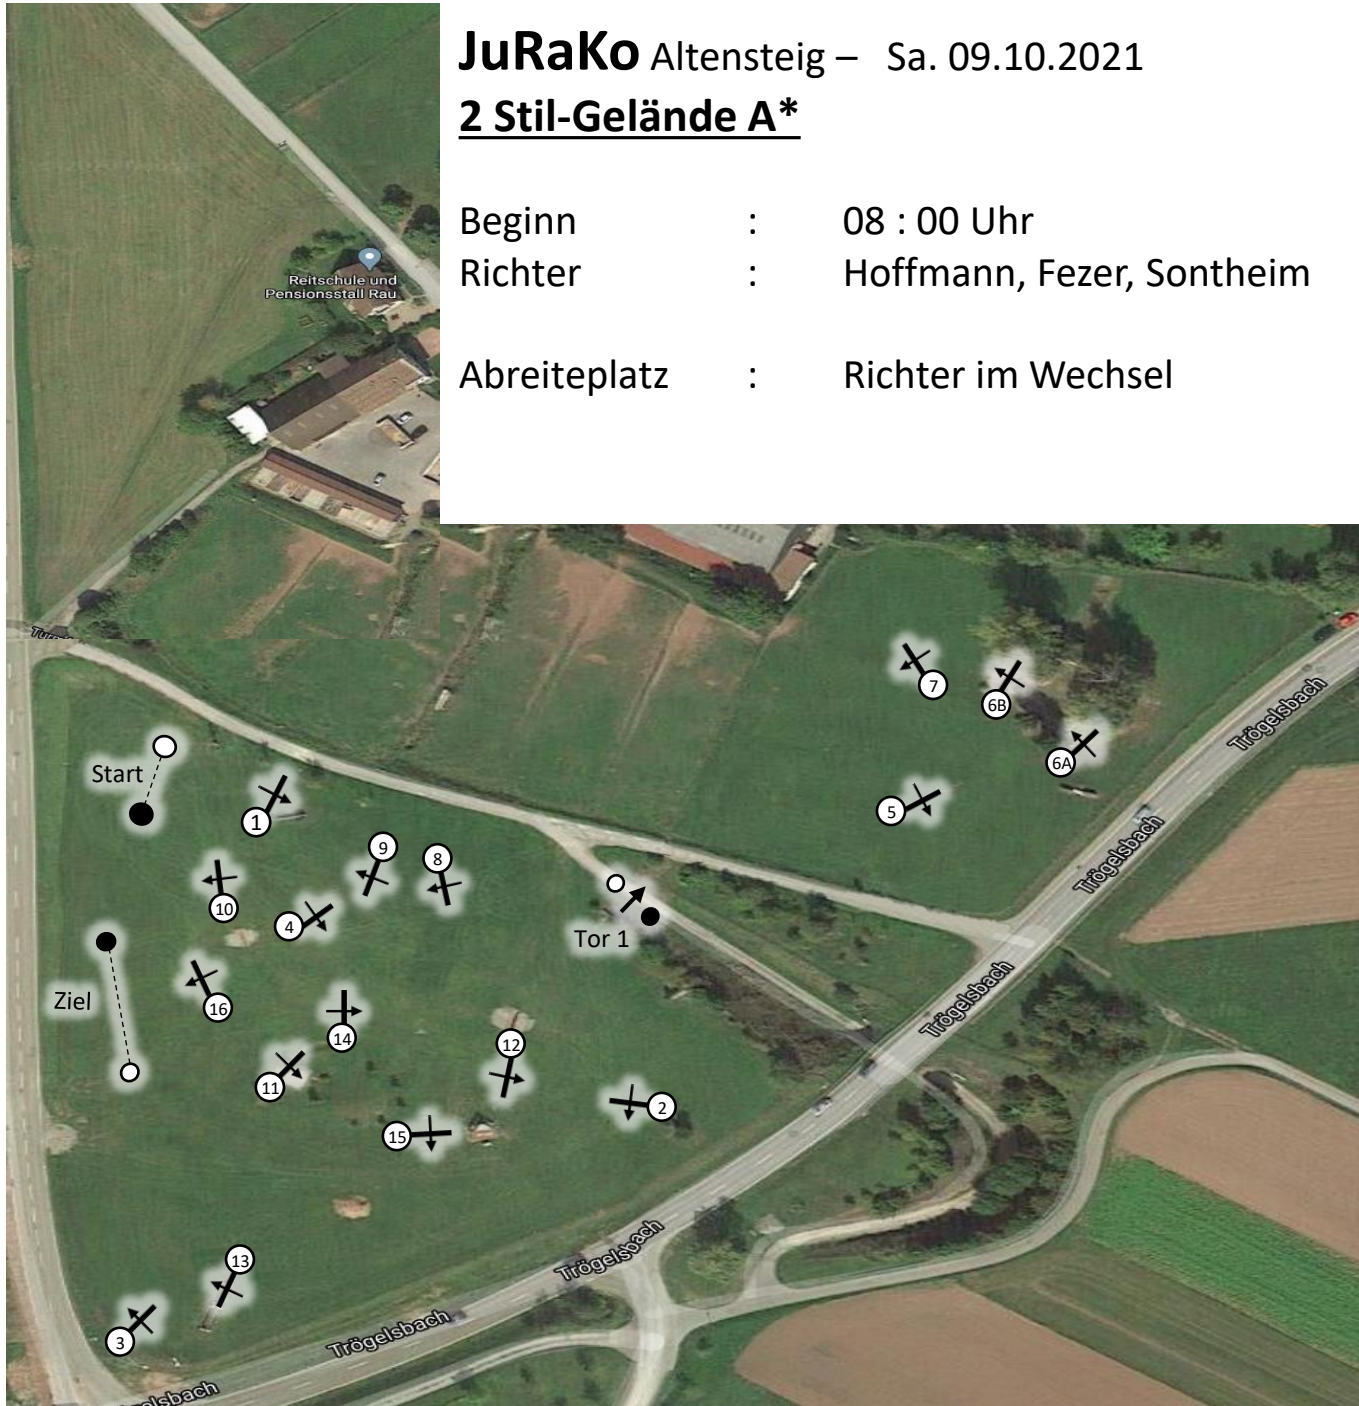 JuRaKo Altensteig – Sa. 09.10.2021
2 Stil-Gelände A*
Beginn : 08 : 00 Uhr
Richter : Hoffmann, Fezer, Sontheim
Abreiteplatz : Richter im Wechsel
Reitschule und
Pensionsstall Rau
7
6B
6A
Trögelsbach
Start
1
5
Trögelsbach
9
8
10
4
Tor 1
Ziel
16
14
12
Trögelsbach
11
2
15
13
Trögelsbach
3
Trögelsbach
elsbach